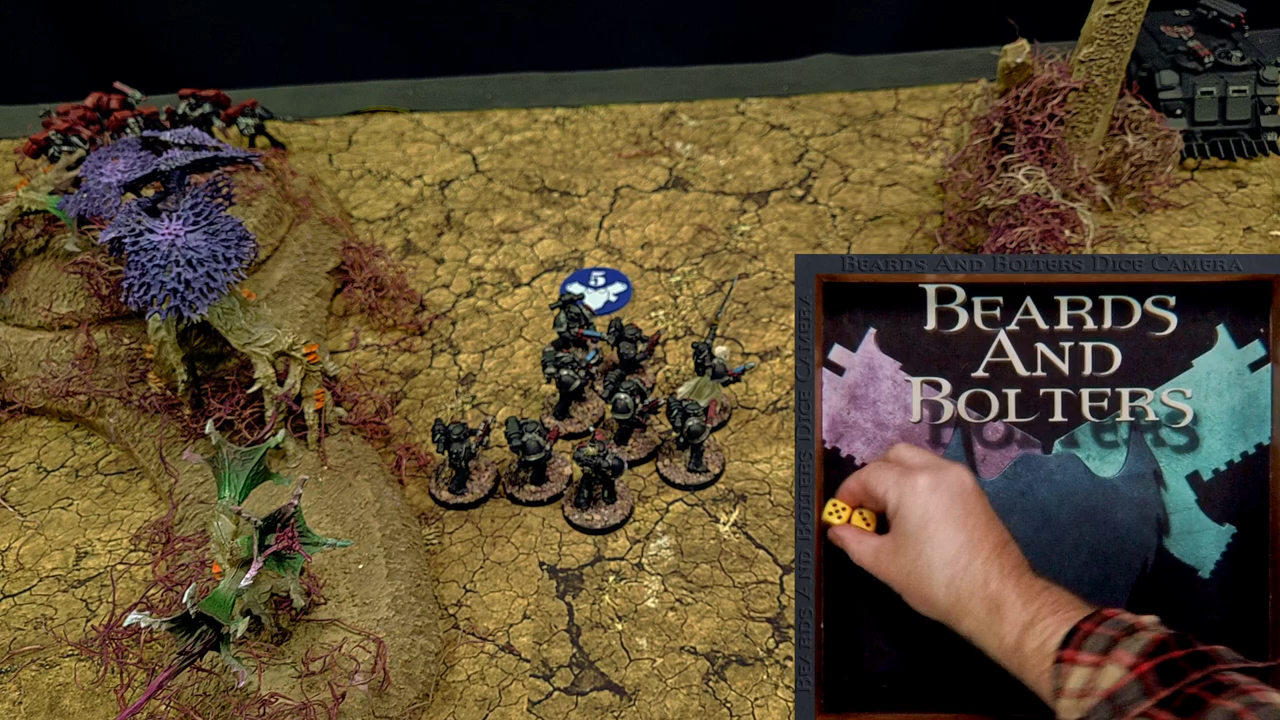 5
BEARDS AND BOLTERS DICE CAMERA
BEARDS AND BOLTERS DICE CAMERA
BEARDS
AND
BOLTERS